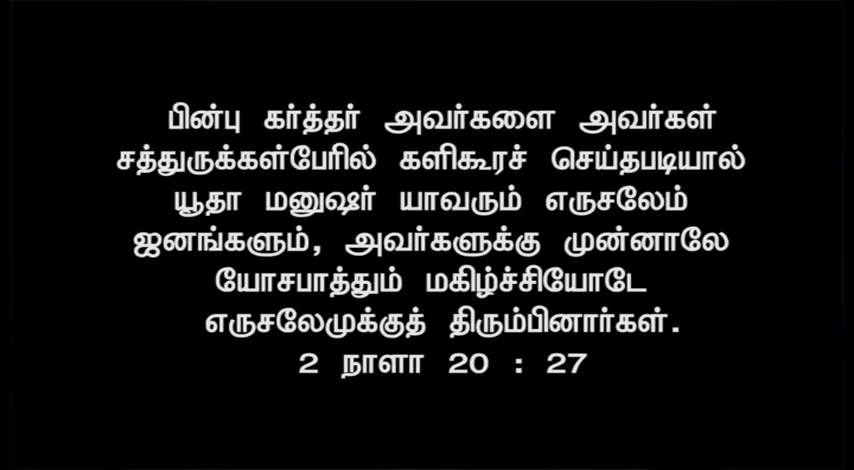 பின்பு கர்த்தர் அவர்களை அவர்கள்
சத்துருக்கள்பேரில் களிகூரச் செய்தபடியால்
யூதா மனுஷர் யாவரும் எருசலேம்
ஜனங்களும், அவர்களுக்கு முன்னாலே
யோசபாத்தும் மகிழ்ச்சியோடே
எருசலேமுக்குத் திரும்பினார்கள்.
2 நாளா 20 : 27